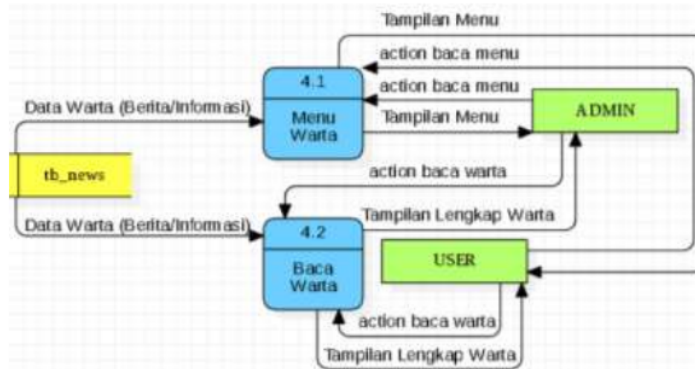 Tampilan Menu
action baca menu
4.1
action baca menu
Data Warta (Berita/Informasi)
Menu
Warta
Tampilan Menu
ADMIN
tb_news
action baca warta
Data Warta (Berita/Informasi)
4.2
Tampilan Lengkap Warta
Baca
Warta
USER
action baca warta
Tampilan Lengkap Warta